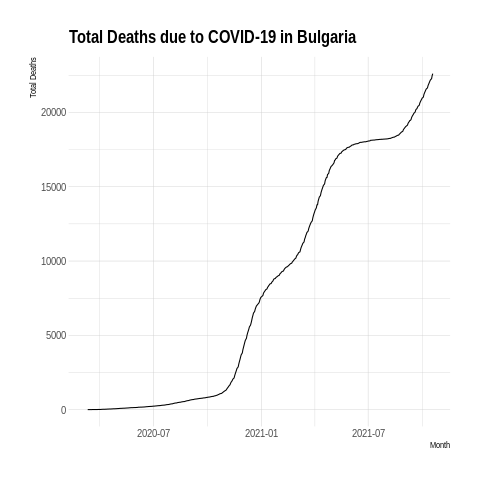 Total Deaths due to COVID-19 in Bulgaria
Total Deaths
20000
15000
10000
5000
0
2020-07 2021-01 2021-07
Month